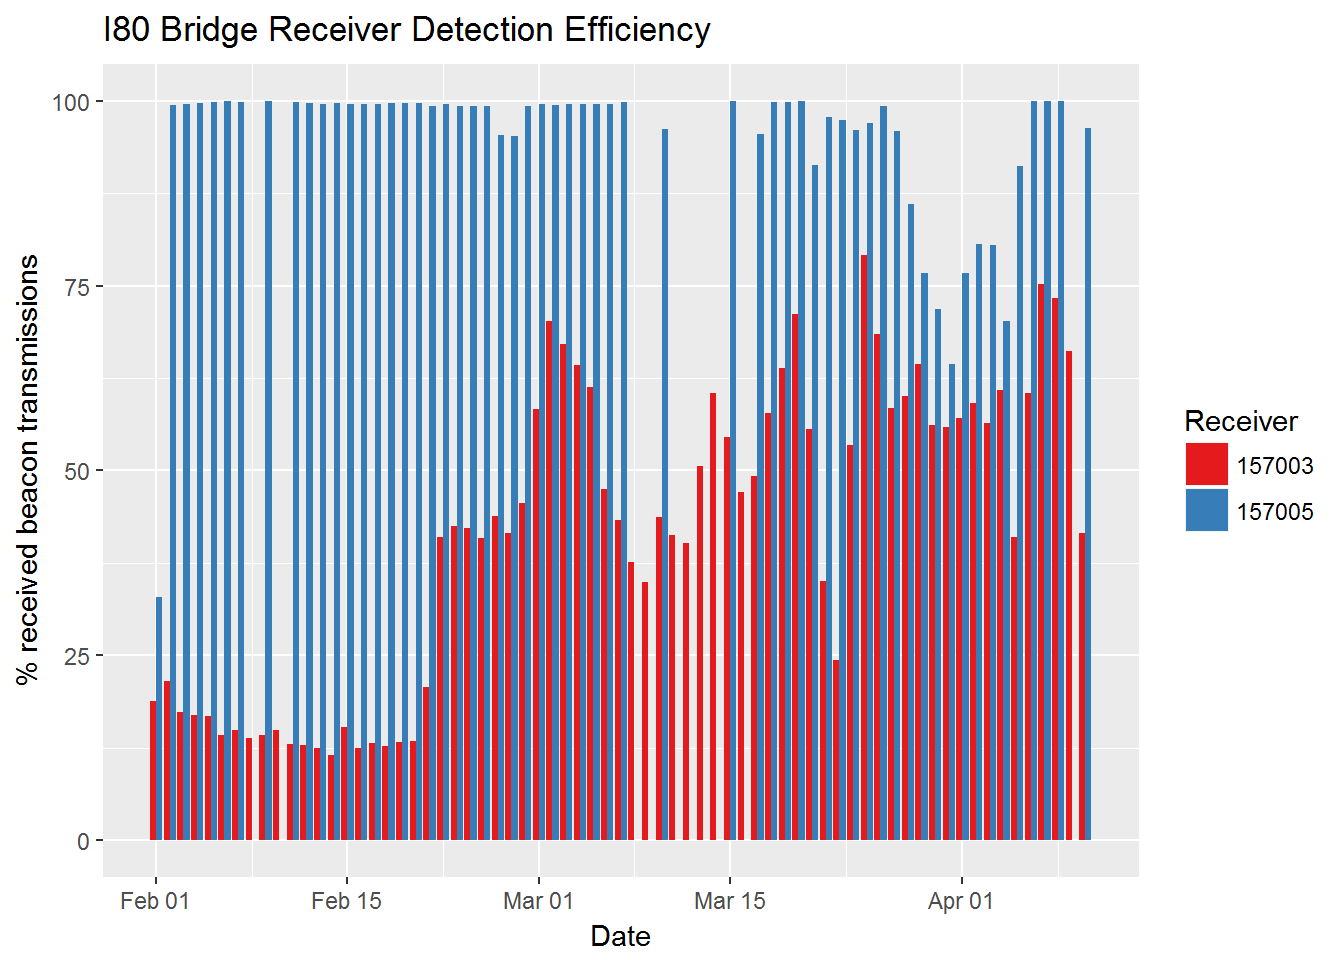 I80 Bridge Receiver Detection Efficiency
% received beacon transmissions
100
75
50
25
0
Feb 01
Feb 15
Mar 01
Mar 15
Apr 01
Date
Receiver
157003
157005